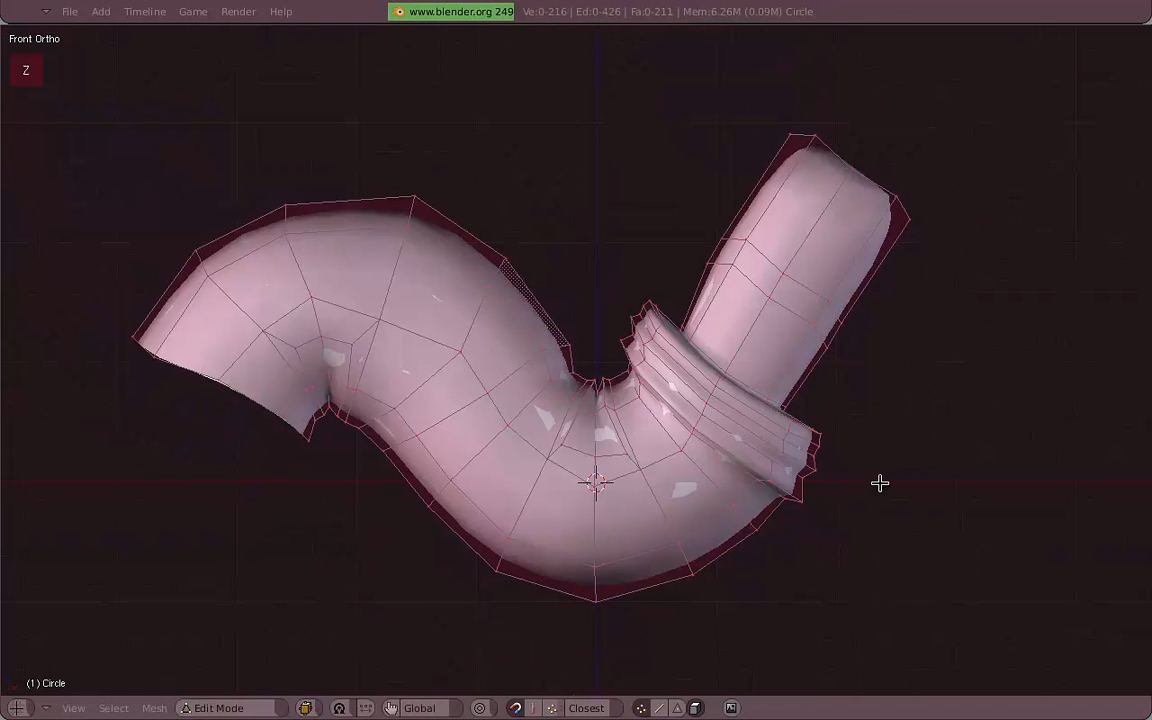 File Add Timeline Game Render Help www.blender.org 249 Ve:0-216 | Ed:0-426 | Fa:0-211 | Mem:6.26M (0.09M) Circle
Front Ortho
Z
(1) Circle
View Select Mesh Edit Mode Global Closest